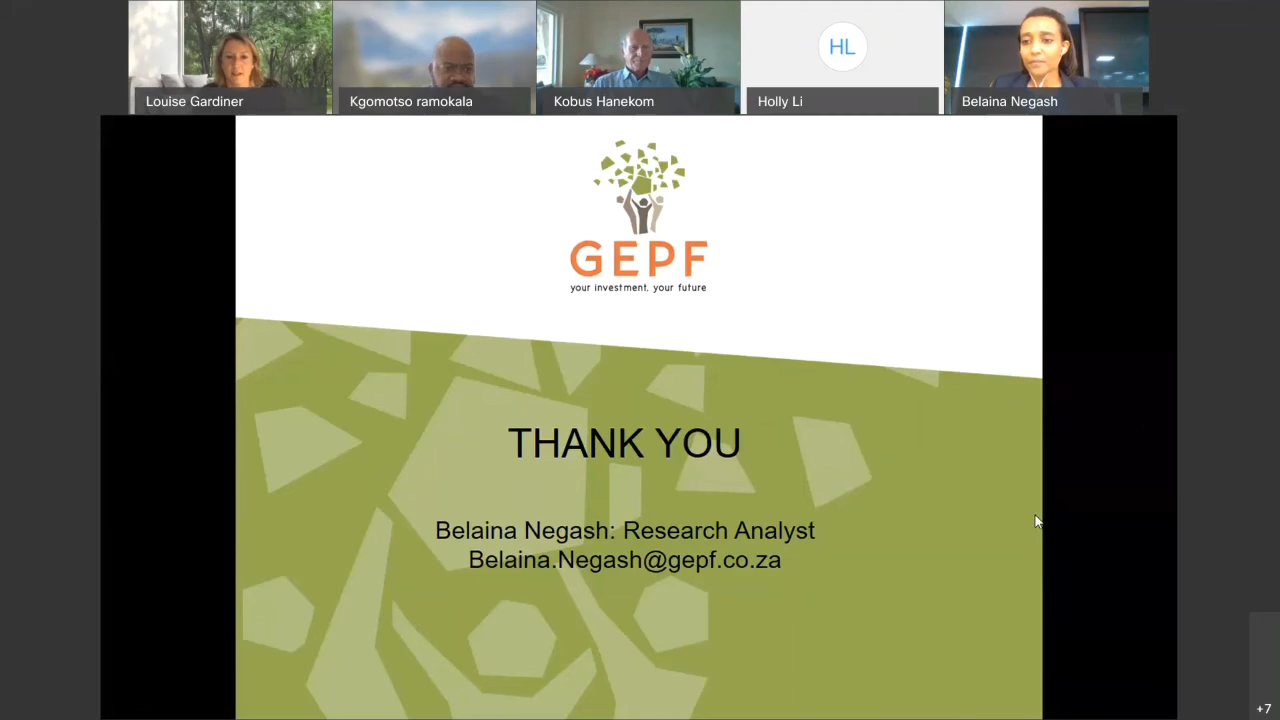 Louise Gardiner
Kgomotso ramokala
Kobus Hanekom
HL
Holly Li
Belaina Negash
GEPF
your investment, your future
THANK YOU
Belaina Negash: Research Analyst
Belaina.Negash@gepf.co.za
+7